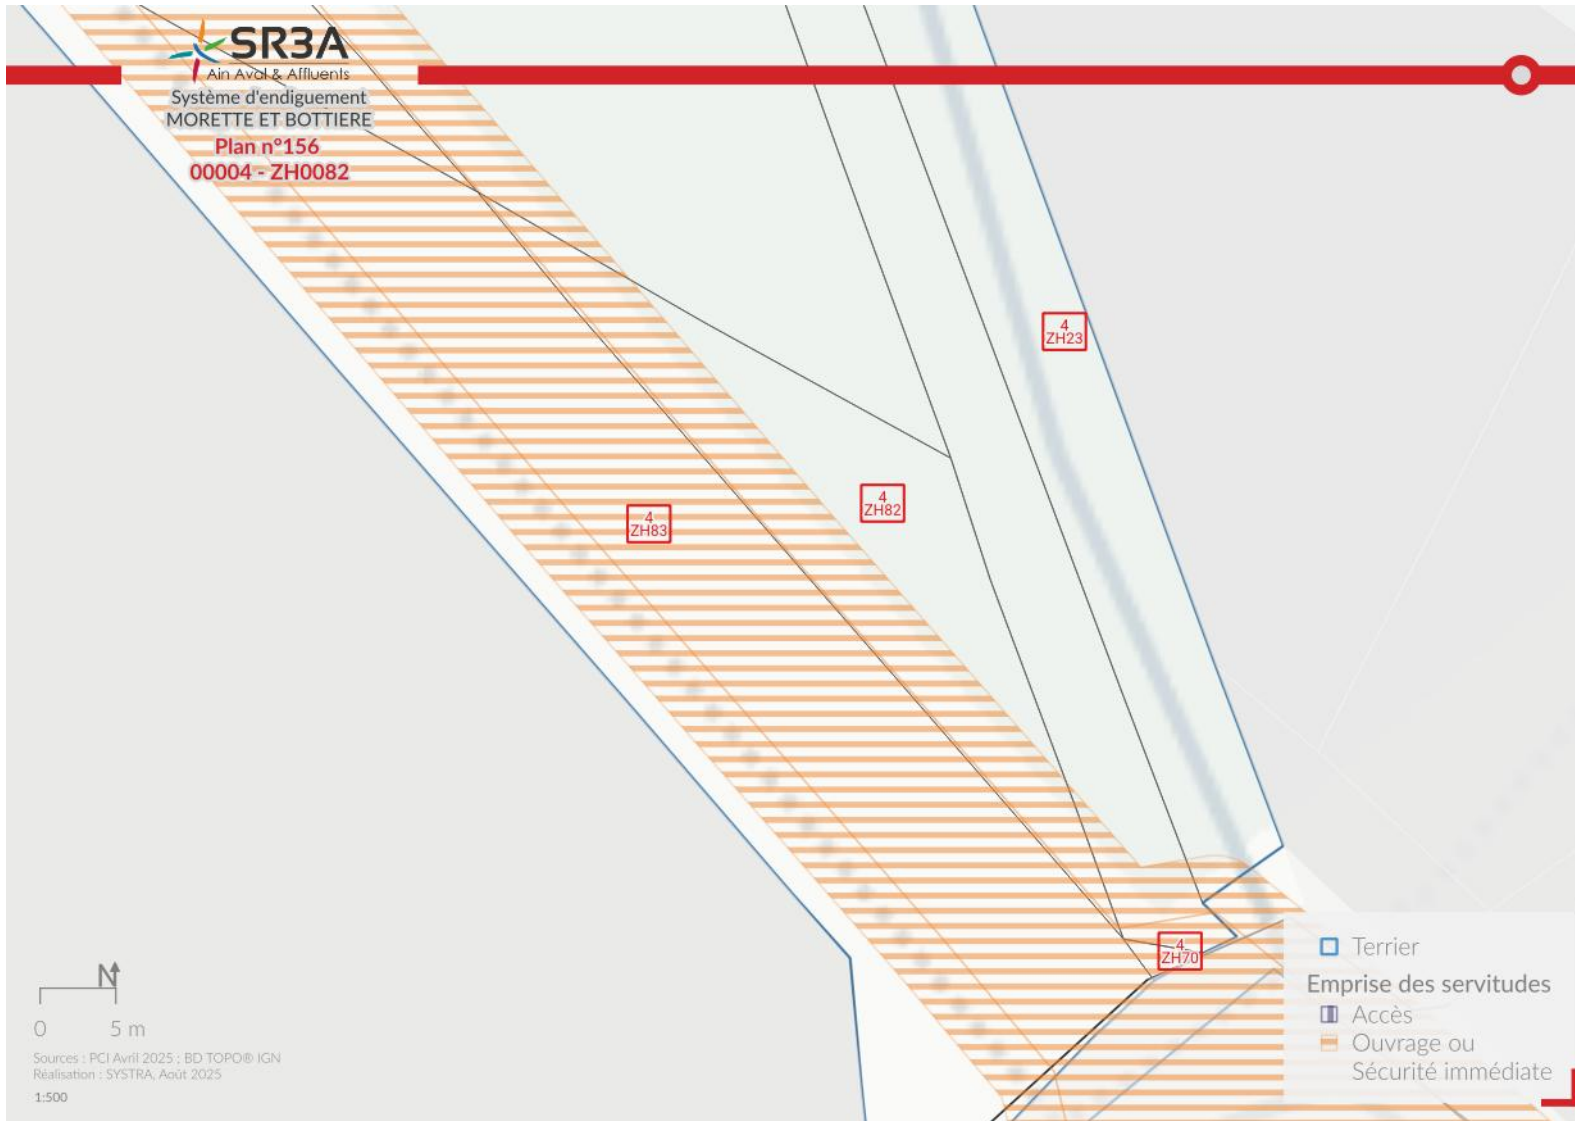 SR3A
Ain Aval & Affluents
Système d'endiguement
MORETTE ET BOTTIERE
Plan n°156
00004 - ZH0082
4
ZH23
4
ZH82
4
ZH83
4
ZH70
N
0 5 m
Sources : PCI Avril 2025 ; BD TOPO® IGN
Réalisation : SYSTRA, Août 2025
1:500
Terrier
Emprise des servitudes
Accès
Ouvrage ou
Sécurité immédiate